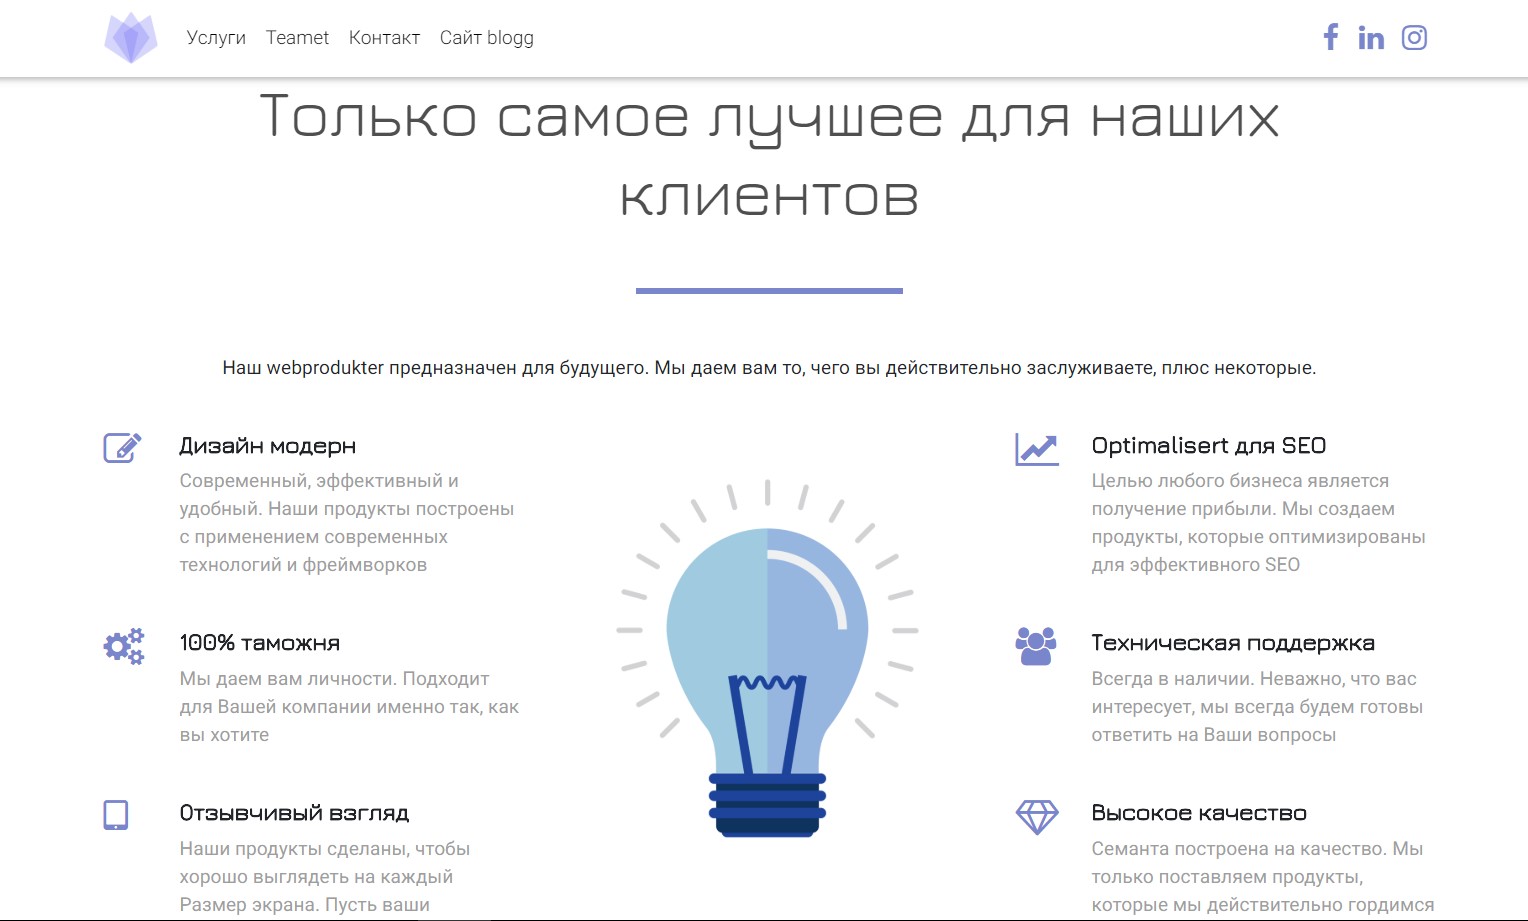 Услуги Teamet Контакт Сайт blogg
Только самое лучшее для наших
клиентов
Наш webprodukter предназначен для будущего. Мы даем вам то, чего вы действительно заслуживаете, плюс некоторые.
Дизайн модерн
Современный, эффективный и
удобный. Наши продукты построены
с применением современных
технологий и фреймворков
100% таможня
Мы даем вам личности. Подходит
для Вашей компании именно так, как
вы хотите
Отзывчивый взгляд
Наши продукты сделаны, чтобы
хорошо выглядеть на каждый
Размер экрана. Пусть ваши
Optimalisert для SEO
Целью любого бизнеса является
получение прибыли. Мы создаем
продукты, которые оптимизированы
для эффективного SEO
Техническая поддержка
Всегда в наличии. Неважно, что вас
интересует, мы всегда будем готовы
ответить на Ваши вопросы
Высокое качество
Семанта построена на качество. Мы
только поставляем продукты,
которые мы действительно гордимся